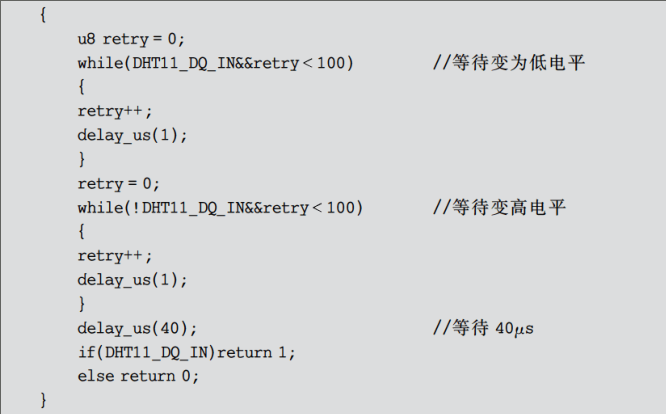 {
u8 retry = 0;
while(DHT11_DQ_IN&&retry < 100) //等待变为低电平
{
retry++;
delay_us(1);
}
retry = 0;
while(!DHT11_DQ_IN&&retry < 100) //等待变高电平
{
retry++;
delay_us(1);
}
delay_us(40); //等待 40μs
if(DHT11_DQ_IN)return 1;
else return 0;
}